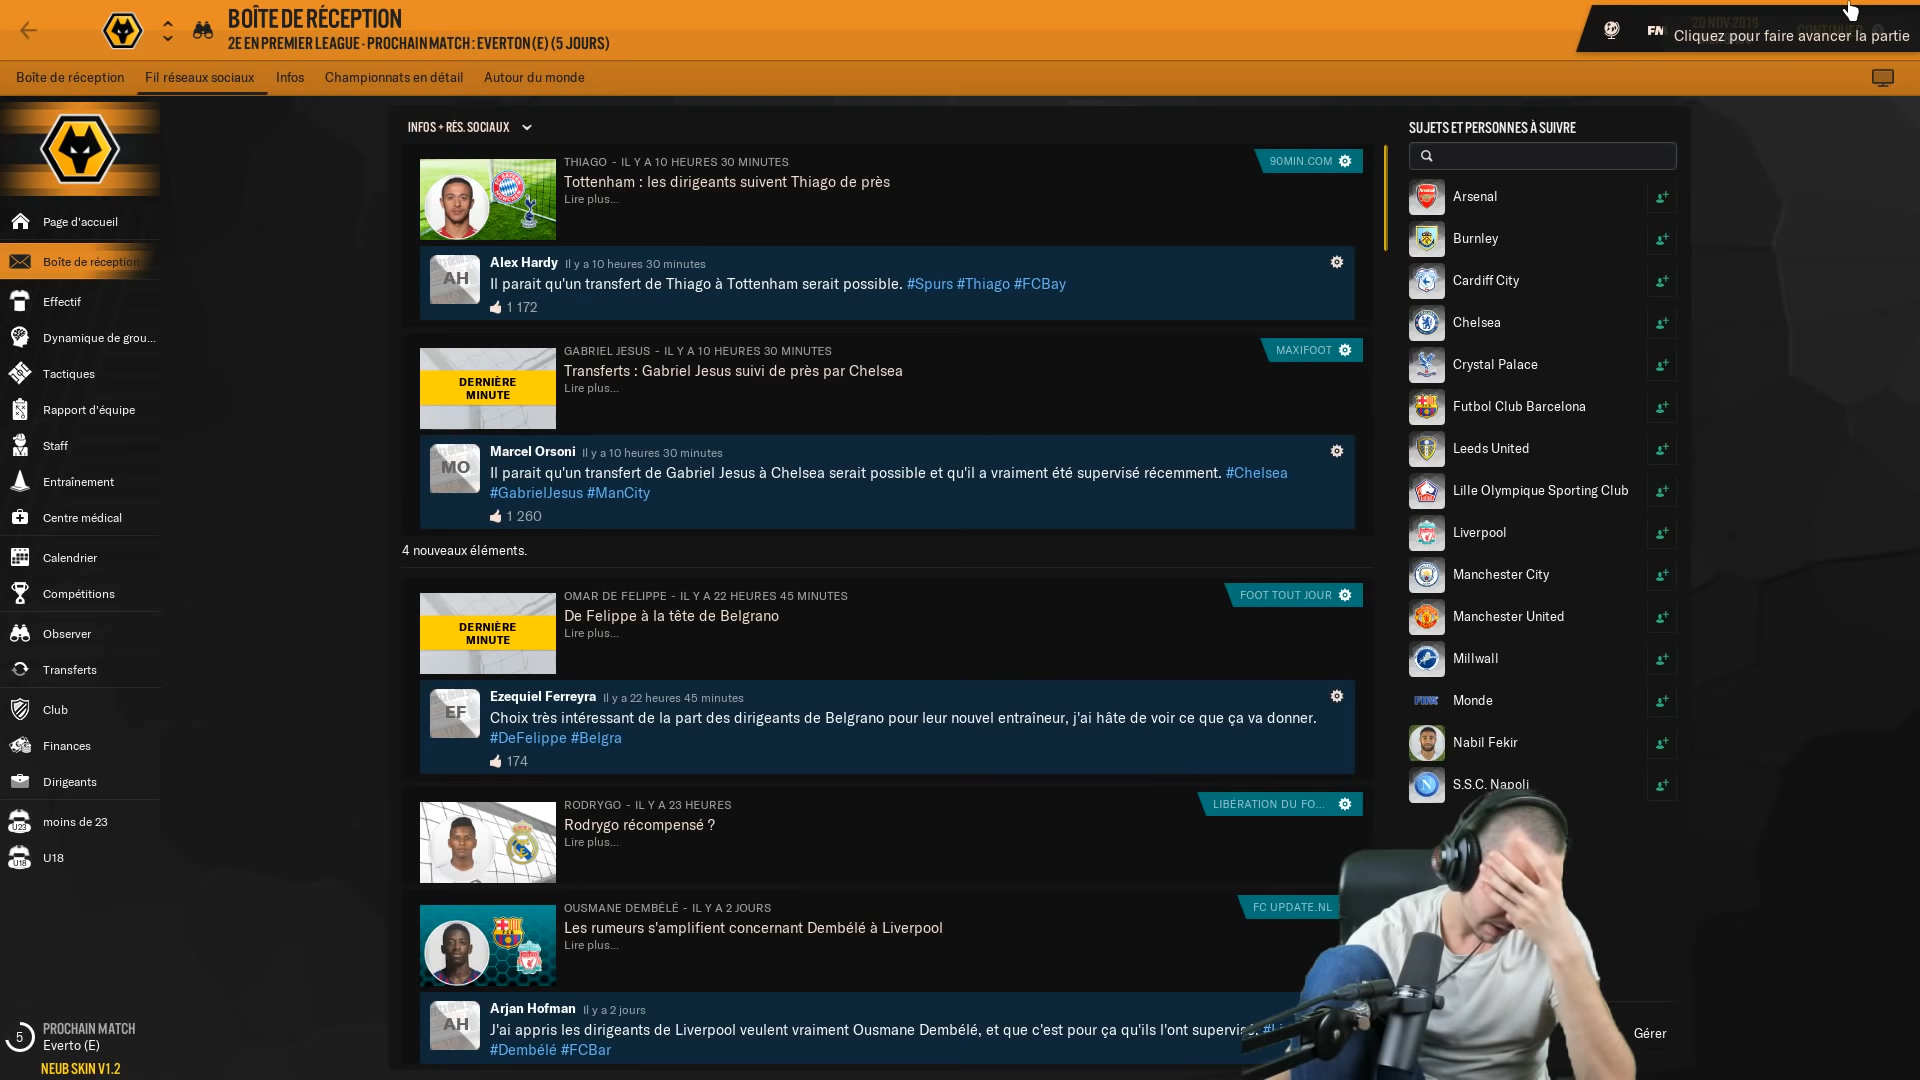 BOÎTE DE RÉCEPTION
2E EN PREMIER LEAGUE - PROCHAIN MATCH : EVERTON (E) (5 JOURS)
20 NOV 2019
FM
Cliquez pour faire avancer la partie
Boîte de réception
Fil réseaux sociaux
Infos
Championnats en détail
Autour du monde
Page d'accueil
Boîte de réception
Effectif
Dynamique de grou...
Tactiques
Rapport d'équipe
Staff
Entraînement
Centre médical
Calendrier
Compétitions
Observer
Transferts
Club
Finances
Dirigeants
U23
moins de 23
U18
U18
5
PROCHAIN MATCH
Everto (E)
NEUB SKIN V1.2
INFOS + RÉS. SOCIAUX
THIAGO - IL Y A 10 HEURES 30 MINUTES
90MIN.COM
Tottenham : les dirigeants suivent Thiago de près
Lire plus...
AH
Alex Hardy Il y a 10 heures 30 minutes
Il parait qu'un transfert de Thiago à Tottenham serait possible. #Spurs #Thiago #FCBay
1 172
DERNIÈRE
MINUTE
GABRIEL JESUS - IL Y A 10 HEURES 30 MINUTES
MAXIFOOT
Transferts : Gabriel Jesus suivi de près par Chelsea
Lire plus...
MO
Marcel Orsoni Il y a 10 heures 30 minutes
Il parait qu'un transfert de Gabriel Jesus à Chelsea serait possible et qu'il a vraiment été supervisé récemment. #Chelsea
#GabrielJesus #ManCity
1 260
4 nouveaux éléments.
DERNIÈRE
MINUTE
OMAR DE FELIPPE - IL Y A 22 HEURES 45 MINUTES
FOOT TOUT JOUR
De Felippe à la tête de Belgrano
Lire plus...
EF
Ezequiel Ferreyra Il y a 22 heures 45 minutes
Choix très intéressant de la part des dirigeants de Belgrano pour leur nouvel entraîneur, j'ai hâte de voir ce que ça va donner.
#DeFelippe #Belgra
174
RODRYGO - IL Y A 23 HEURES
LIBÉRATION DU FO...
Rodrygo récompensé ?
Lire plus...
OUSMANE DEMBÉLÉ - IL Y A 2 JOURS
FC UPDATE.NL
Les rumeurs s'amplifient concernant Dembélé à Liverpool
Lire plus...
AH
Arjan Hofman Il y a 2 jours
J'ai appris les dirigeants de Liverpool veulent vraiment Ousmane Dembélé, et que c'est pour ça qu'ils l'ont supervisé.
#Dembélé #FCBar
SUJETS ET PERSONNES À SUIVRE
Arsenal
Burnley
Cardiff City
Chelsea
Crystal Palace
Futbol Club Barcelona
Leeds United
Lille Olympique Sporting Club
Liverpool
Manchester City
Manchester United
Millwall
Monde
Nabil Fekir
S.S.C. Napoli
Gérer